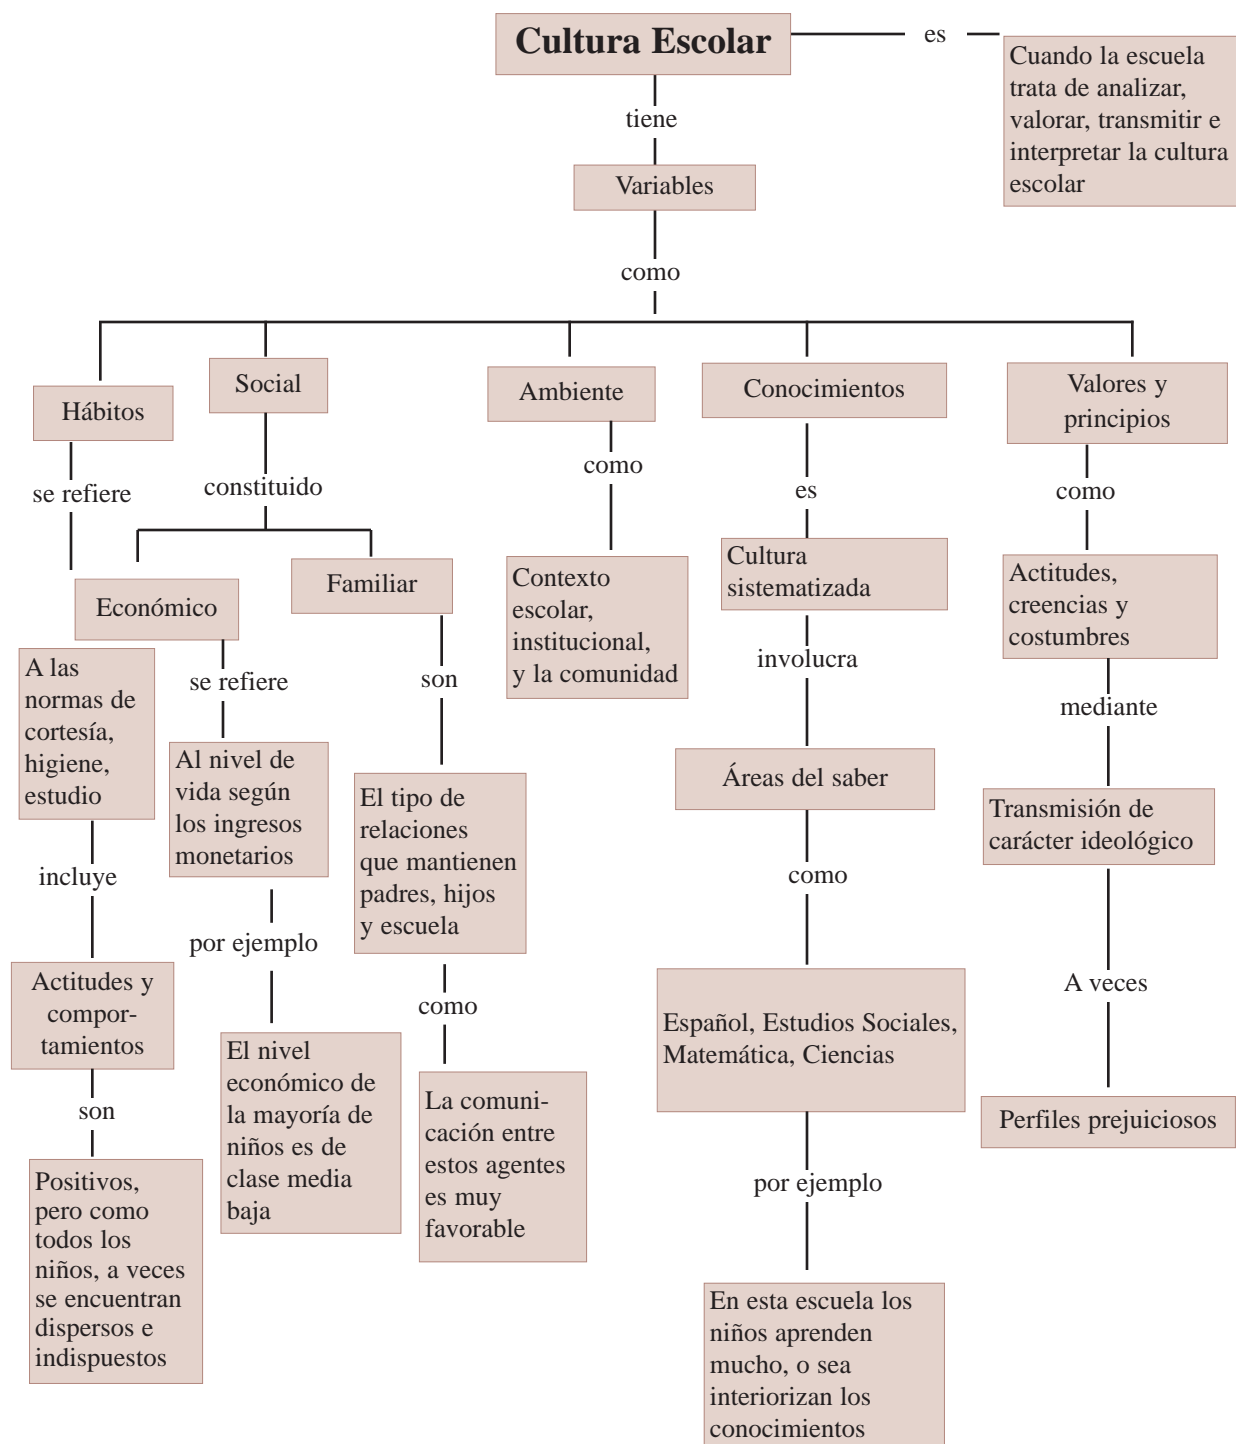 Cultura Escolar
es
Cuando la escuela
trata de analizar,
valorar, transmitir e
interpretar la cultura
escolar
tiene
Variables
como
Hábitos
se refiere
A las
normas de
cortesía,
higiene,
estudio
incluye
Actitudes y
compor-
tamientos
son
Positivos,
pero como
todos los
niños, a veces
se encuentran
dispersos e
indispuestos
Social
constituido
Económico
se refiere
Al nivel de
vida según
los ingresos
monetarios
por ejemplo
El nivel
económico de
la mayoría de
niños es de
clase media
baja
Familiar
son
El tipo de
relaciones
que mantienen
padres, hijos
y escuela
como
La comuni-
cación entre
estos agentes
es muy
favorable
Ambiente
como
Contexto
escolar,
institucional,
y la comunidad
Conocimientos
es
Cultura
sistematizada
involucra
Áreas del saber
como
Español, Estudios Sociales,
Matemática, Ciencias
por ejemplo
En esta escuela los
niños aprenden
mucho, o sea
interiorizan los
conocimientos
Valores y
principios
como
Actitudes,
creencias y
costumbres
mediante
Transmisión de
carácter ideológico
A veces
Perfiles prejuiciosos